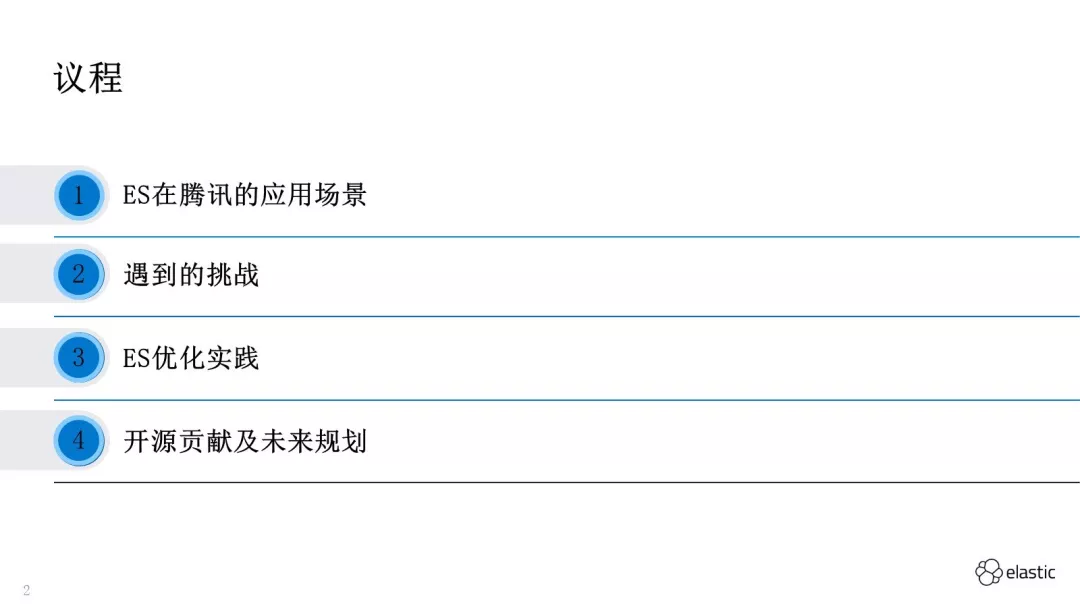 议程
1 ES在腾讯的应用场景
2 遇到的挑战
3 ES优化实践
4 开源贡献及未来规划
elastic
2